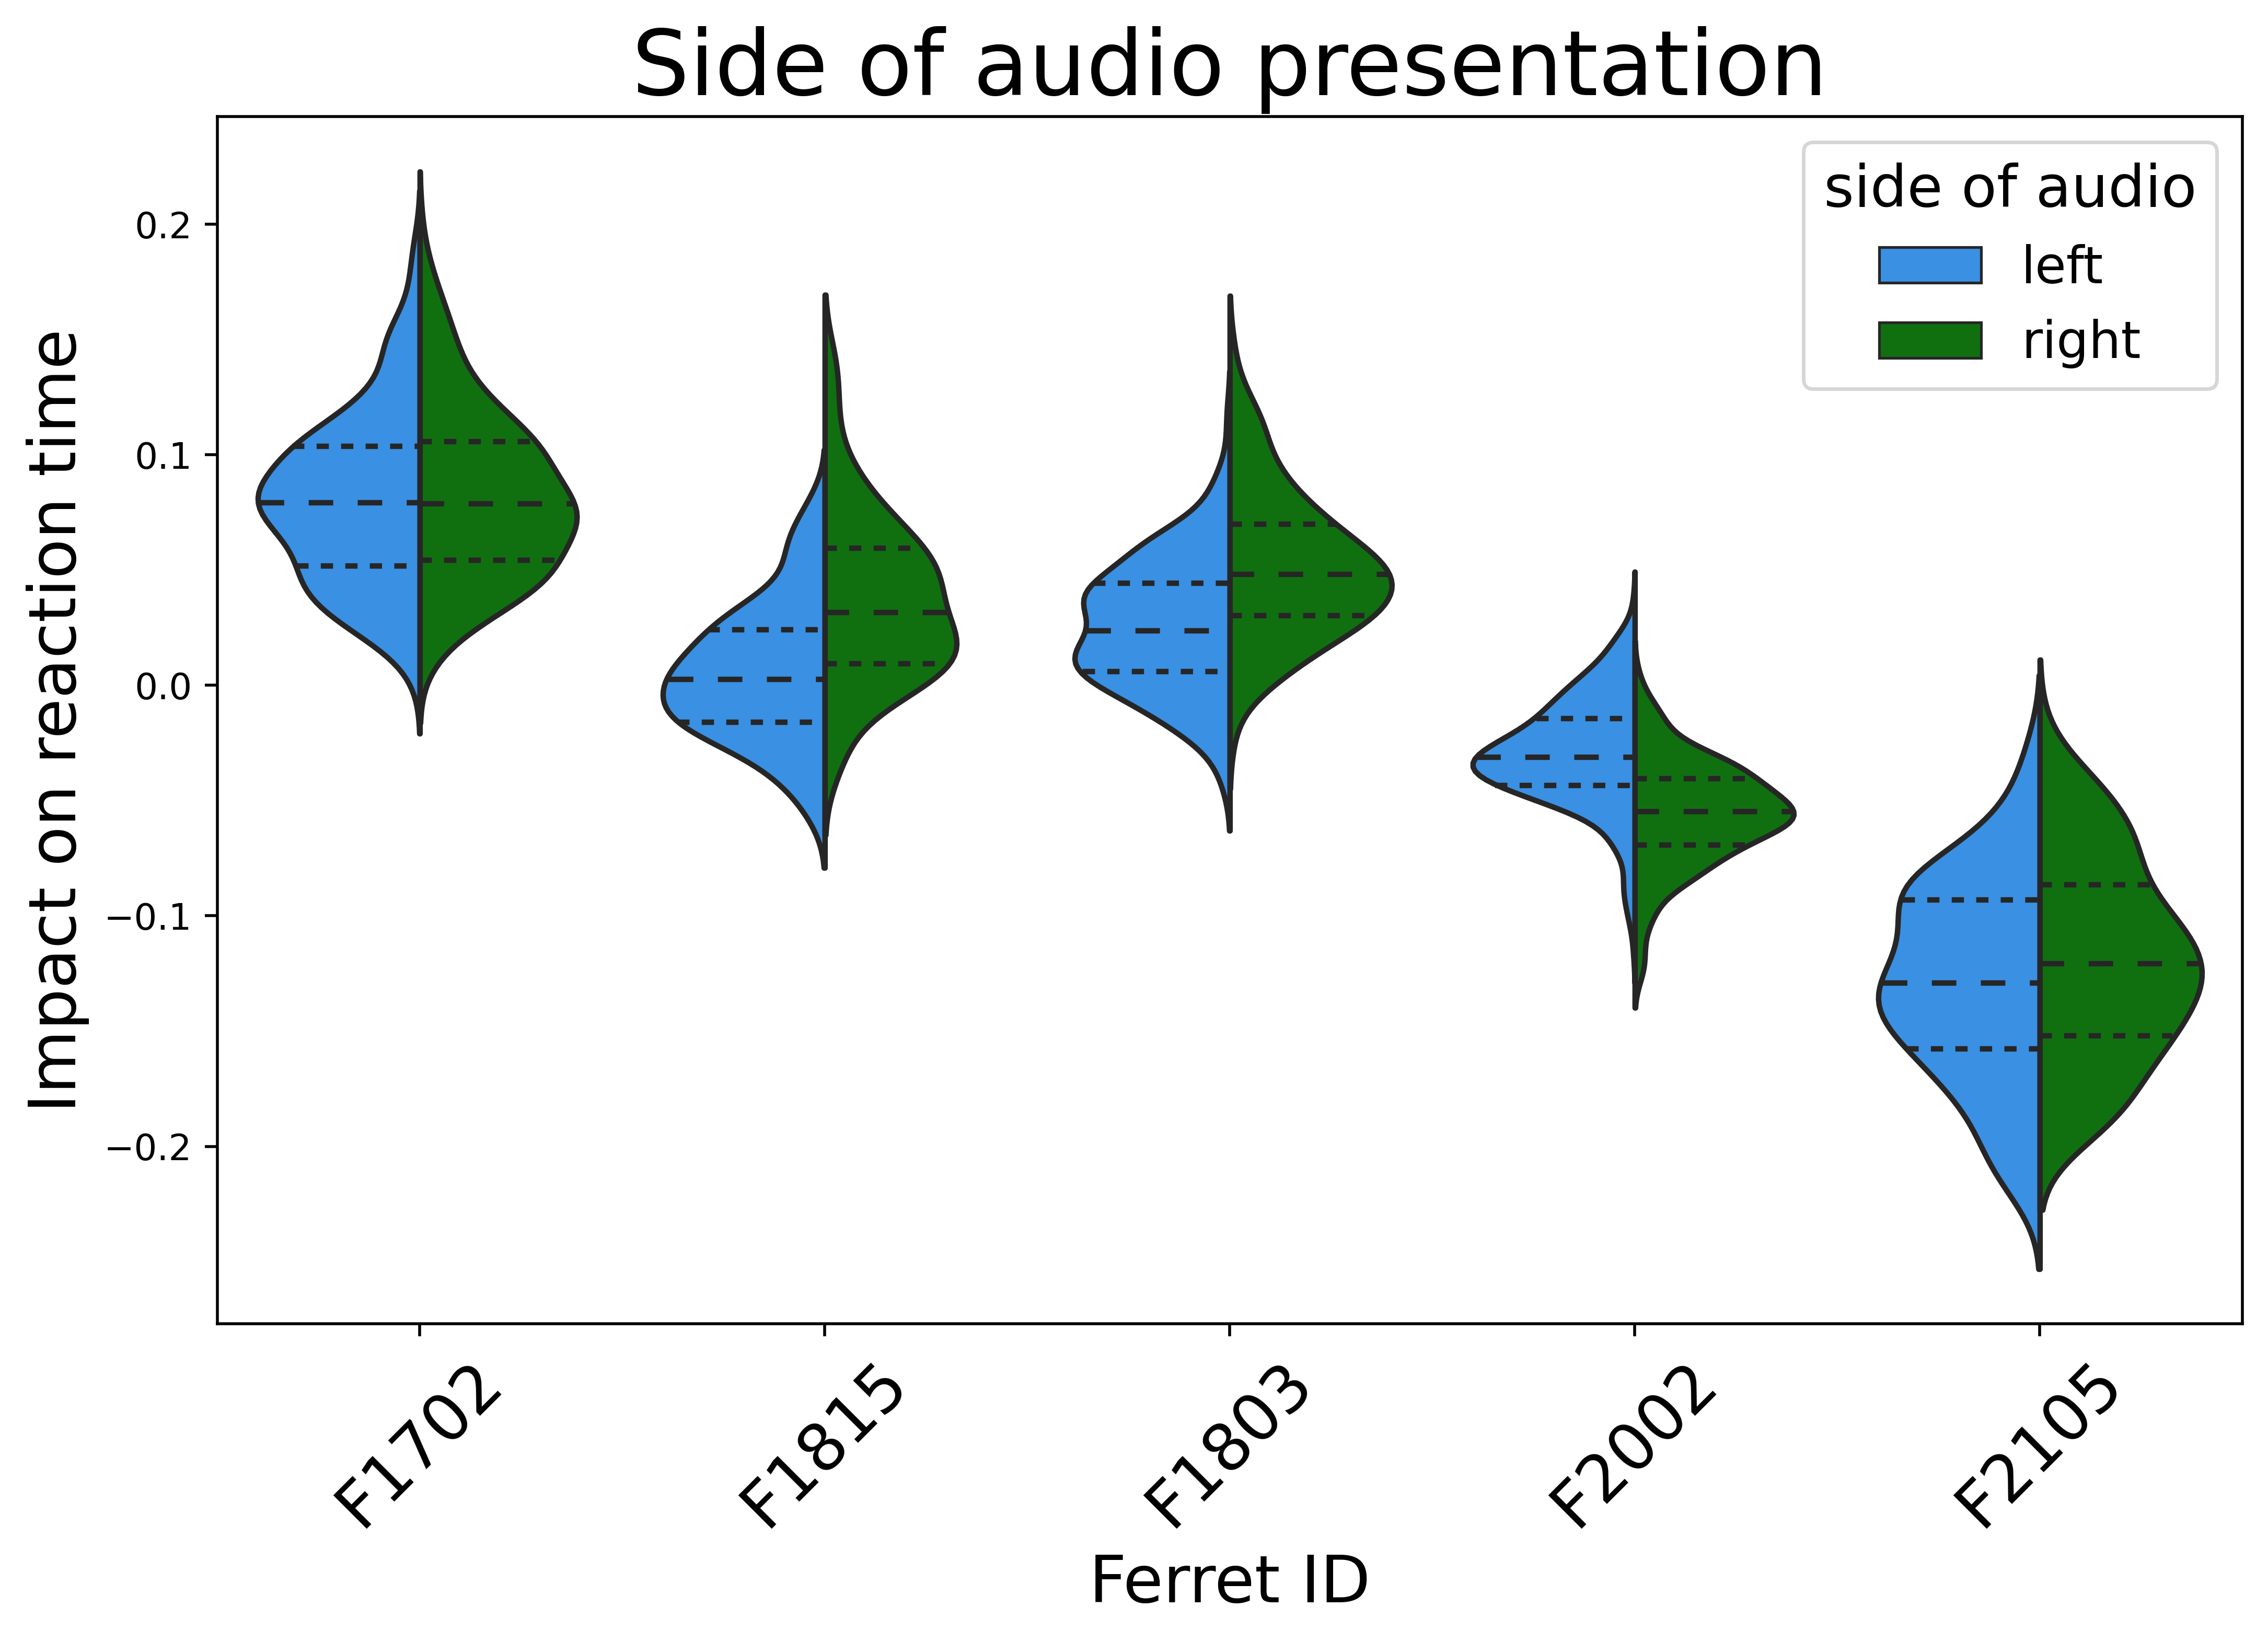 Side of audio presentation
side of audio
left
right
Impact on reaction time
0.2
0.1
0.0
−0.1
−0.2
F1702
F1815
F1803
F2002
F2105
Ferret ID